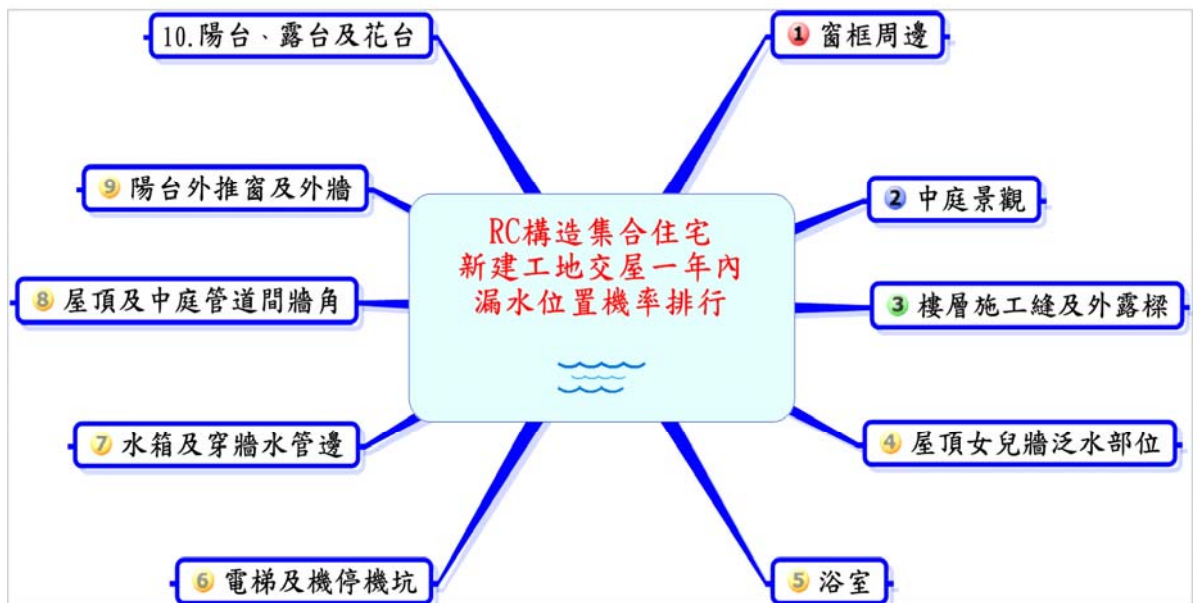 RC構造集合住宅
新建工地交屋一年內
漏水位置機率排行
1 窗框周邊
2 中庭景觀
3 樓層施工縫及外露樑
4 屋頂女兒牆泛水部位
5 浴室
6 電梯及機停機坑
7 水箱及穿牆水管邊
8 屋頂及中庭管道間牆角
9 陽台外推窗及外牆
10.陽台、露台及花台